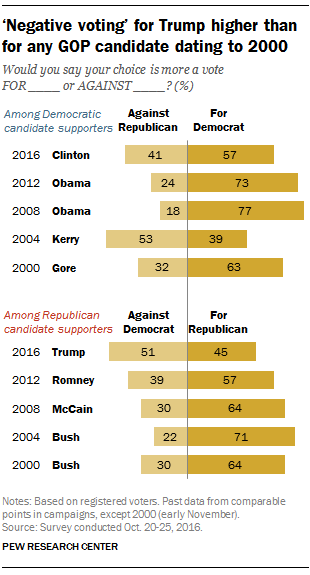 ‘Negative voting’ for Trump higher than
for any GOP candidate dating to 2000
Would you say your choice is more a vote
FOR _____ or AGAINST _____? (%)
Among Democratic candidate supporters
Against Republican
For Democrat
2016 Clinton 41 57
2012 Obama 24 73
2008 Obama 18 77
2004 Kerry 53 39
2000 Gore 32 63
Among Republican candidate supporters
Against Democrat
For Republican
2016 Trump 51 45
2012 Romney 39 57
2008 McCain 30 64
2004 Bush 22 71
2000 Bush 30 64
Notes: Based on registered voters. Past data from comparable
points in campaigns, except 2000 (early November).
Source: Survey conducted Oct. 20-25, 2016.
PEW RESEARCH CENTER